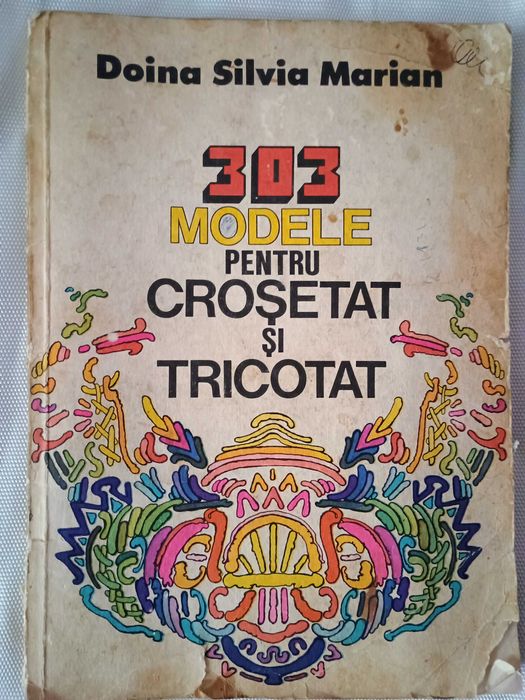 Doina Silvia Marian
303
MODELE
PENTRU
CROȘETAT
ȘI
TRICOTAT